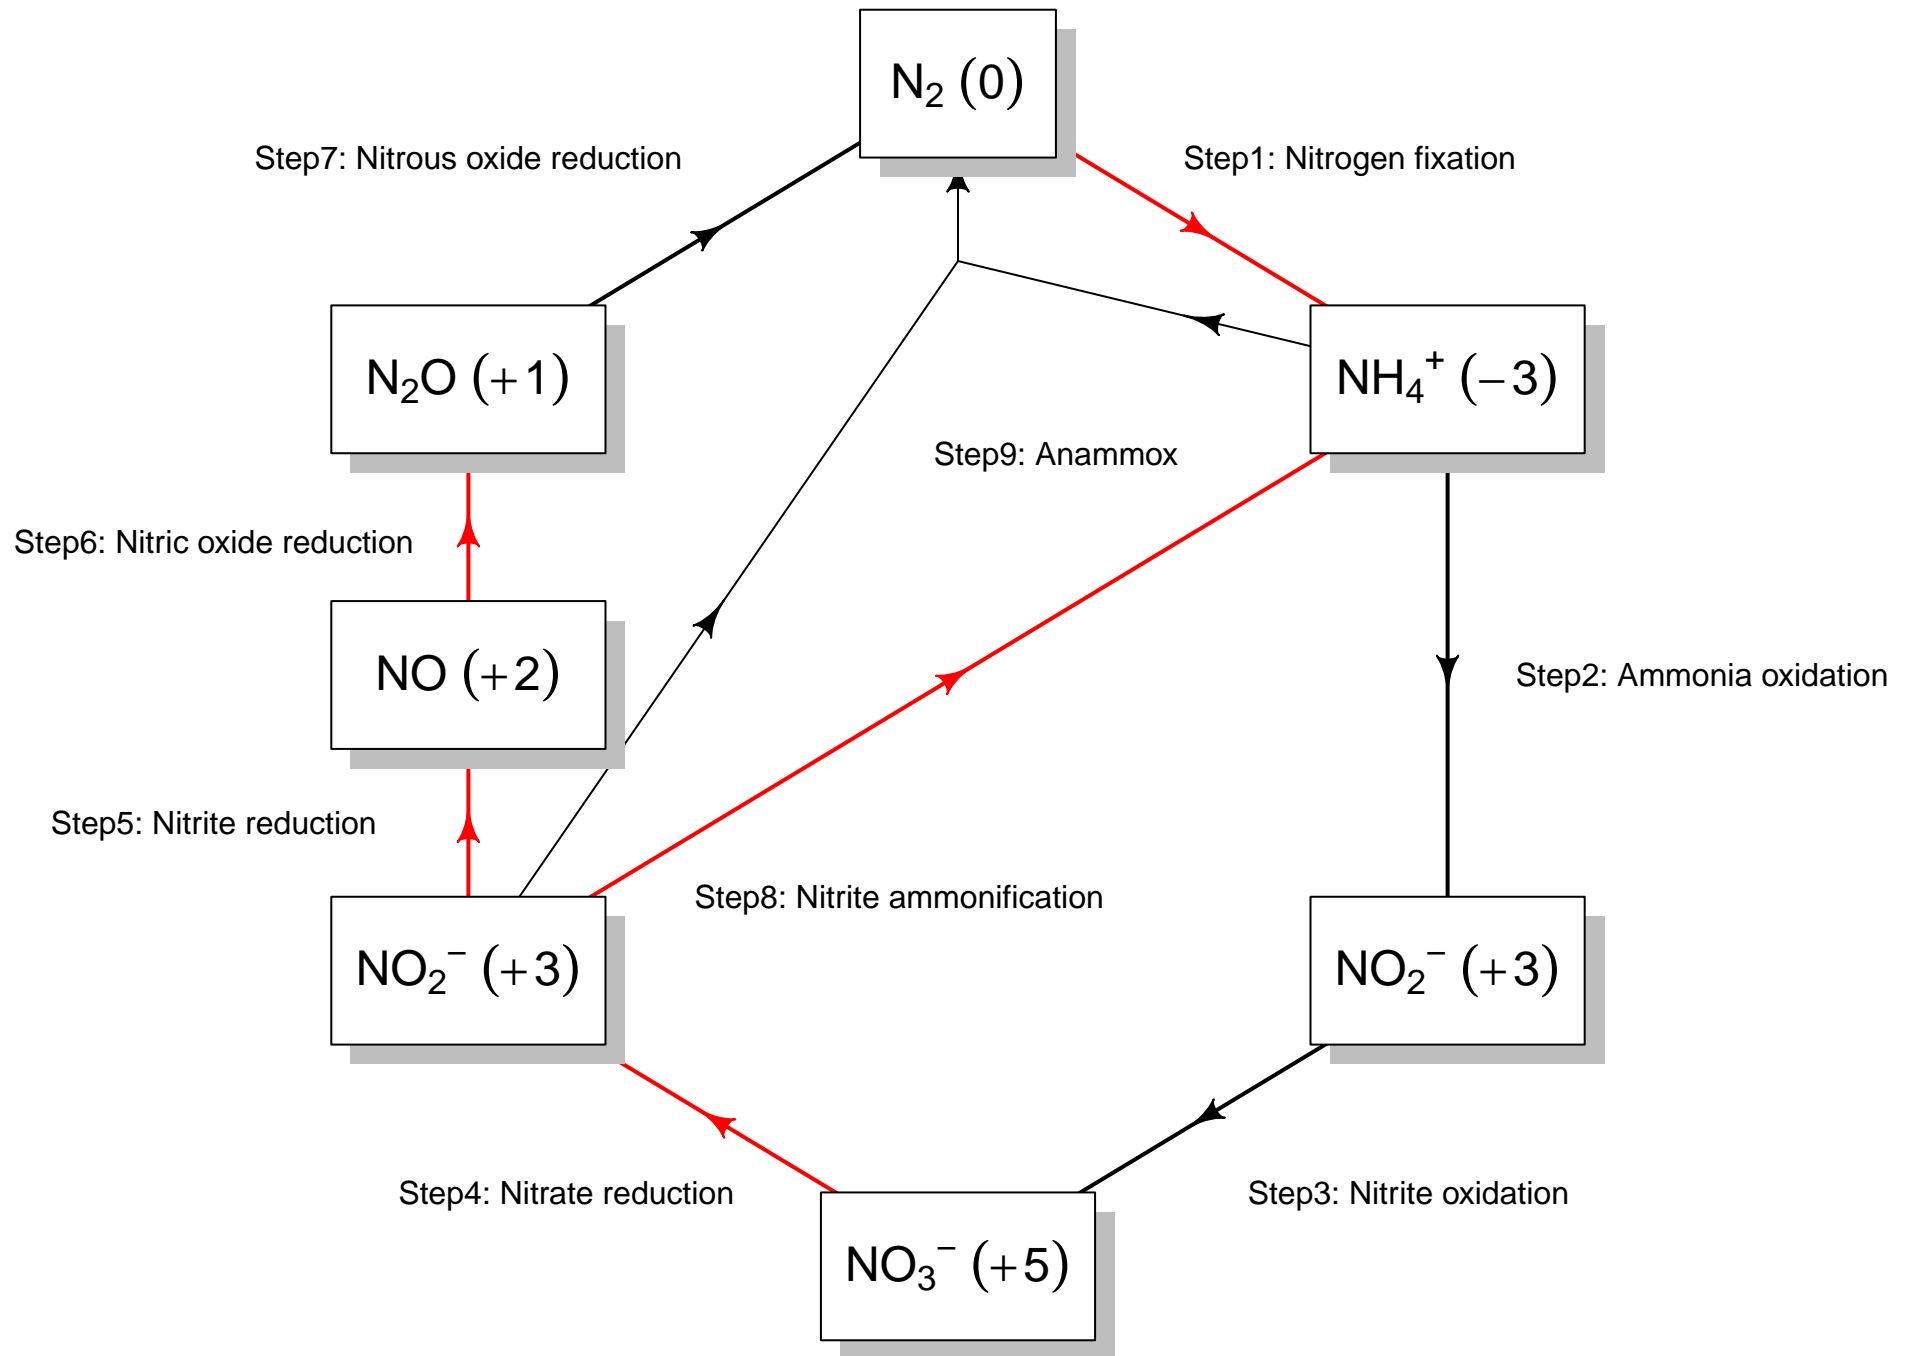 N₂ (0)
Step7: Nitrous oxide reduction
Step1: Nitrogen fixation
N₂O (+1)
NH₄⁺ (−3)
Step9: Anammox
Step6: Nitric oxide reduction
NO (+2)
Step2: Ammonia oxidation
Step5: Nitrite reduction
Step8: Nitrite ammonification
NO₂⁻ (+3)
NO₂⁻ (+3)
Step4: Nitrate reduction
Step3: Nitrite oxidation
NO₃⁻ (+5)